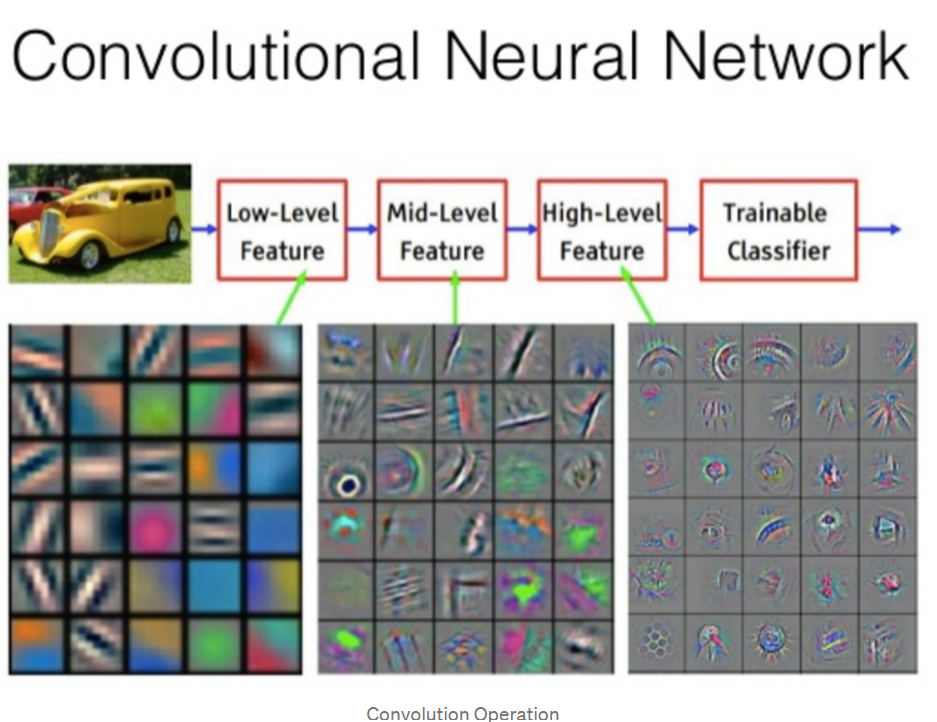 Convolutional Neural Network
Low-Level
Feature
Mid-Level
Feature
High-Level
Feature
Trainable
Classifier
Convolution Operation